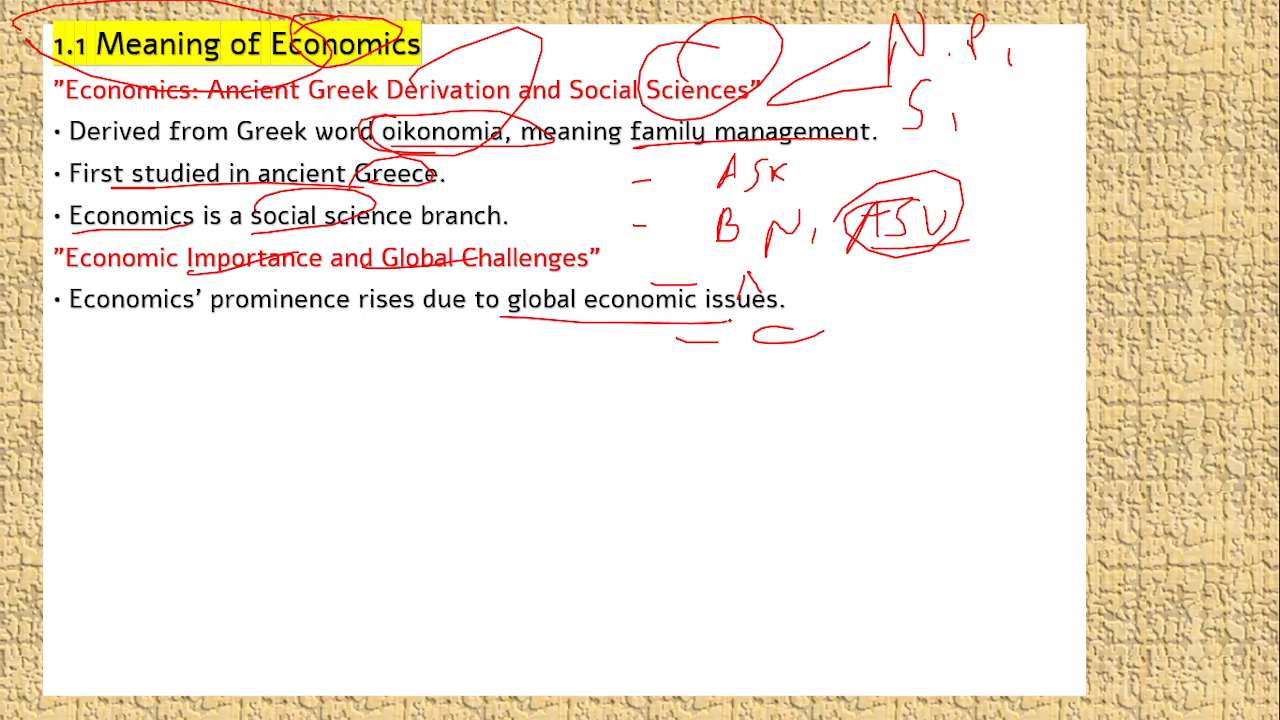 1.1 Meaning of Economics
"Economics: Ancient Greek Derivation and Social Sciences"
• Derived from Greek word oikonomia, meaning family management.
• First studied in ancient Greece.
• Economics is a social science branch.
"Economic Importance and Global Challenges"
• Economics' prominence rises due to global economic issues.
N.P,
S,
- ASK
- B N,